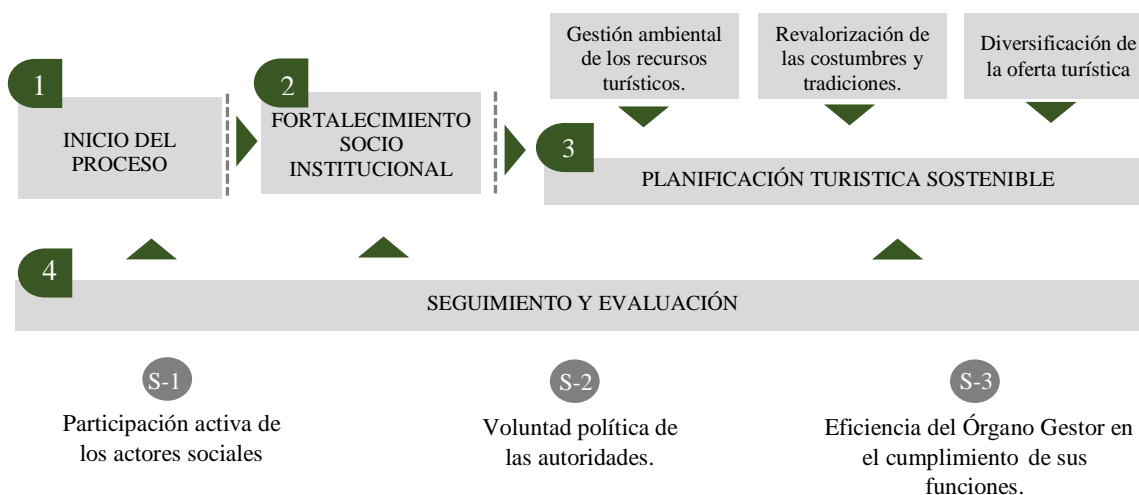 1
INICIO DEL
PROCESO
2
FORTALECIMIENTO
SOCIO
INSTITUCIONAL
Gestión ambiental
de los recursos
turísticos.
Revalorización de
las costumbres y
tradiciones.
Diversificación de
la oferta turística
3
PLANIFICACIÓN TURISTICA SOSTENIBLE
4
SEGUIMIENTO Y EVALUACIÓN
S-1
Participación activa de
los actores sociales
S-2
Voluntad política de
las autoridades.
S-3
Eficiencia del Órgano Gestor en
el cumplimiento de sus
funciones.